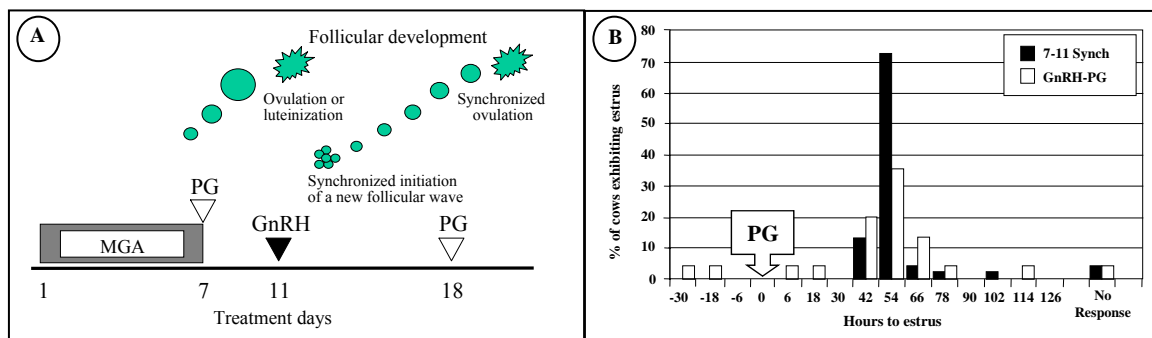 A
Follicular development
Ovulation or
luteinization
Synchronized
ovulation
Synchronized initiation
of a new follicular wave
PG
GnRH
PG
MGA
1 7 11 18
Treatment days
B
% of cows exhibiting estrus
80
70
60
50
40
30
20
10
0
7-11 Synch
GnRH-PG
PG
-30 -18 -6 0 6 18 30 42 54 66 78 90 102 114 126 No
Response
Hours to estrus